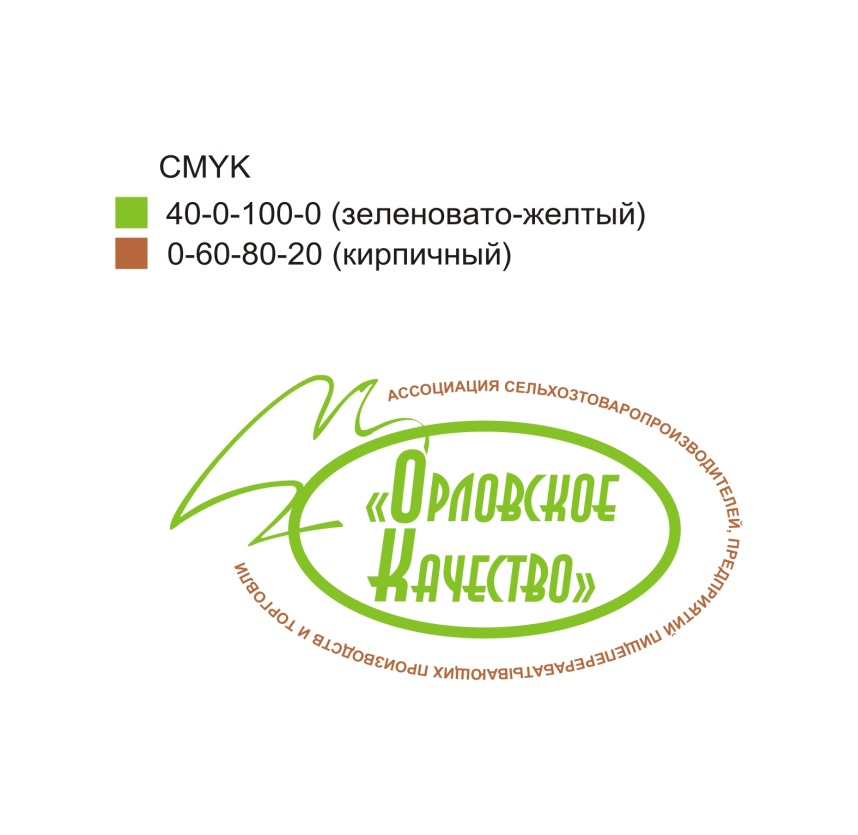 CMYK
40-0-100-0 (зеленовато-желтый)
0-60-80-20 (кирпичный)
АССОЦИАЦИЯ СЕЛЬХОЗТОВАРОПРОИЗВОДИТЕЛЕЙ, ПРЕДПРИЯТИЙ ПИЩЕПЕРЕРАБАТЫВАЮЩИХ ПРОИЗВОДСТВ И ТОРГОВЛИ
«ОРЛОВСКОЕ
КАЧЕСТВО»